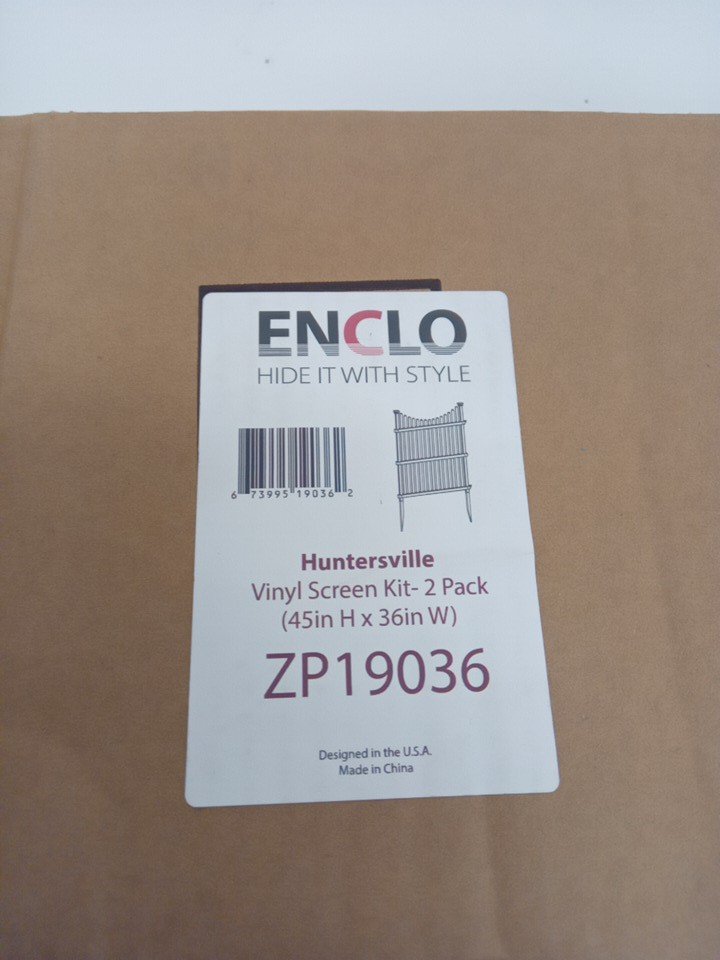 ENCLO
HIDE IT WITH STYLE
6 73995 19036 2
Huntersville
Vinyl Screen Kit- 2 Pack
(45in H x 36in W)
ZP19036
Designed in the U.S.A.
Made in China